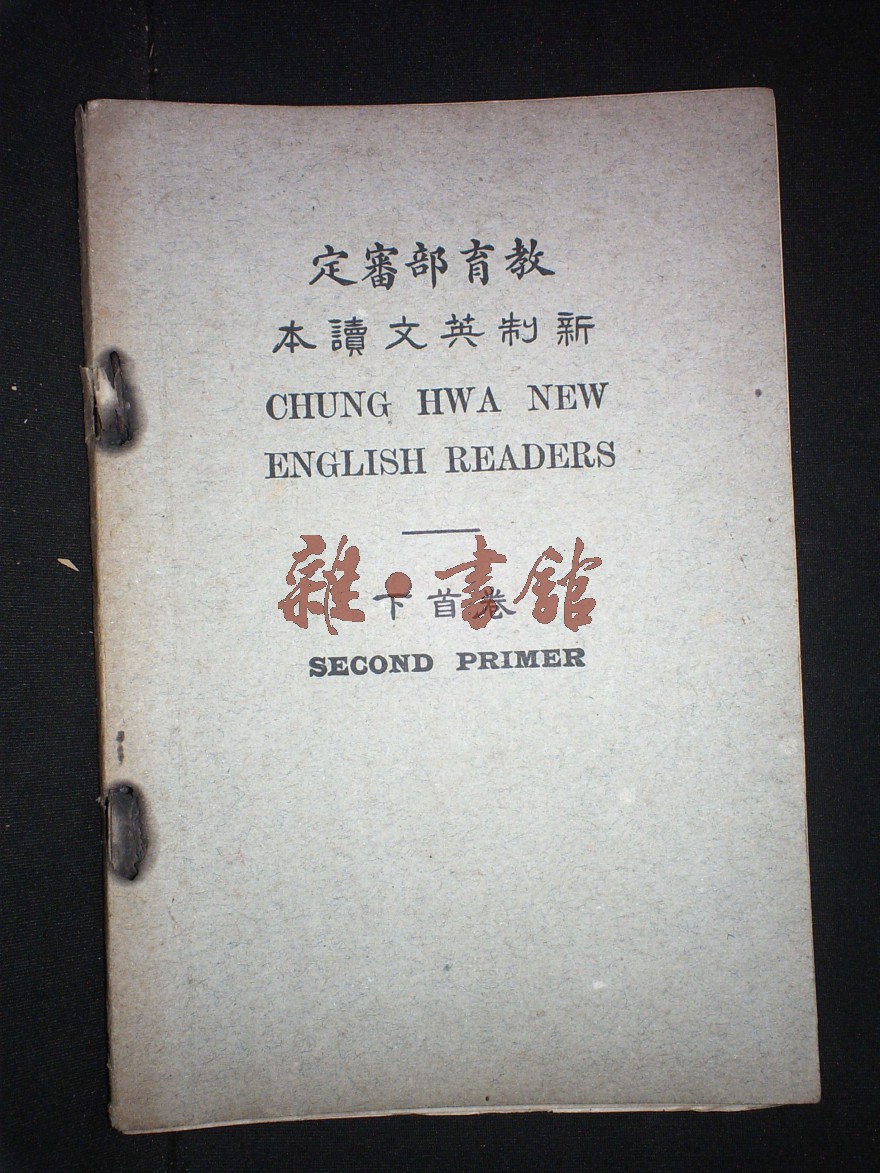 教育部審定
新制英文讀本
CHUNG HWA NEW
ENGLISH READERS
雜·書館
卷首下
SECOND PRIMER